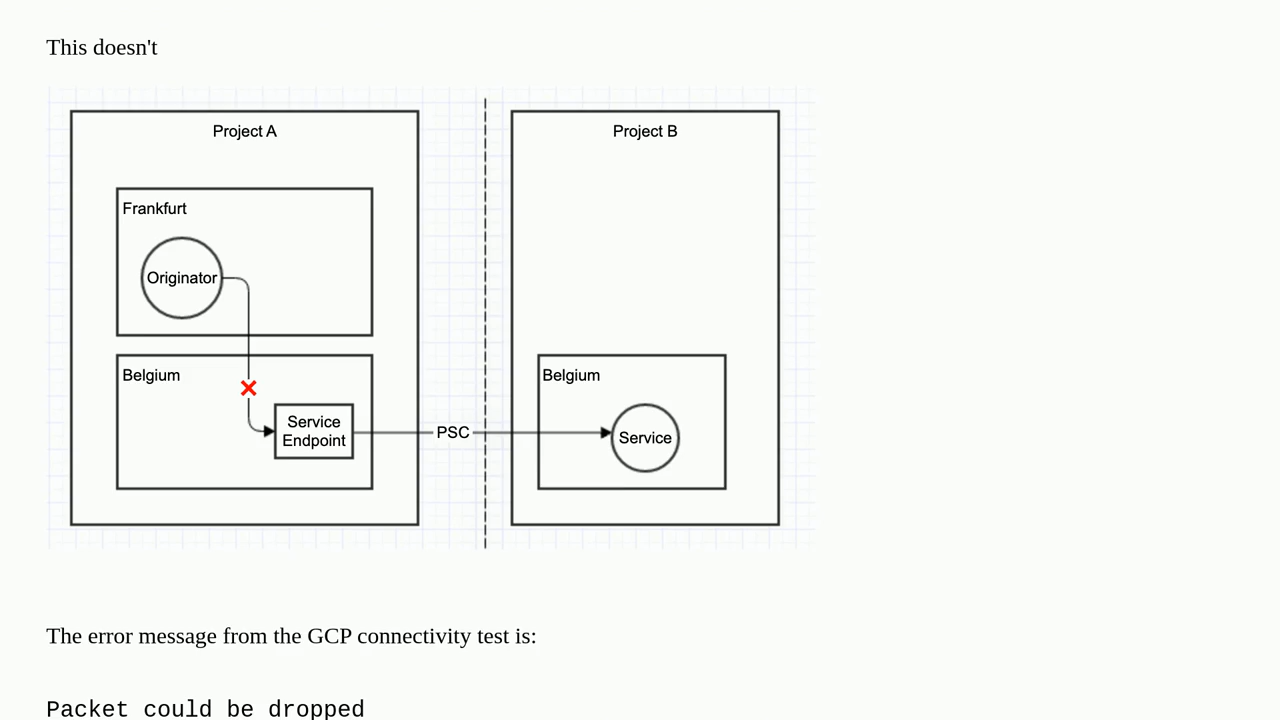 This doesn't
Project A
Project B
Frankfurt
Originator
Belgium
Belgium
Service
Endpoint
PSC
Service
The error message from the GCP connectivity test is:
Packet could be dropped